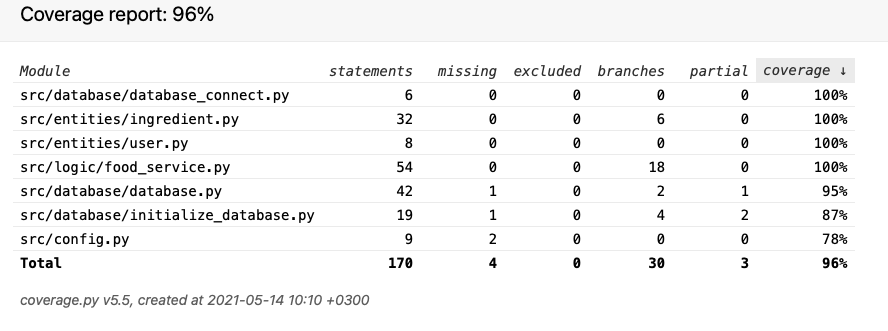 Coverage report: 96%
Module statements missing excluded branches partial coverage ↓
src/database/database_connect.py 6 0 0 0 0 100%
src/entities/ingredient.py 32 0 0 6 0 100%
src/entities/user.py 8 0 0 0 0 100%
src/logic/food_service.py 54 0 0 18 0 100%
src/database/database.py 42 1 0 2 1 95%
src/database/initialize_database.py 19 1 0 4 2 87%
src/config.py 9 2 0 0 0 78%
Total 170 4 0 30 3 96%
coverage.py v5.5, created at 2021-05-14 10:10 +0300